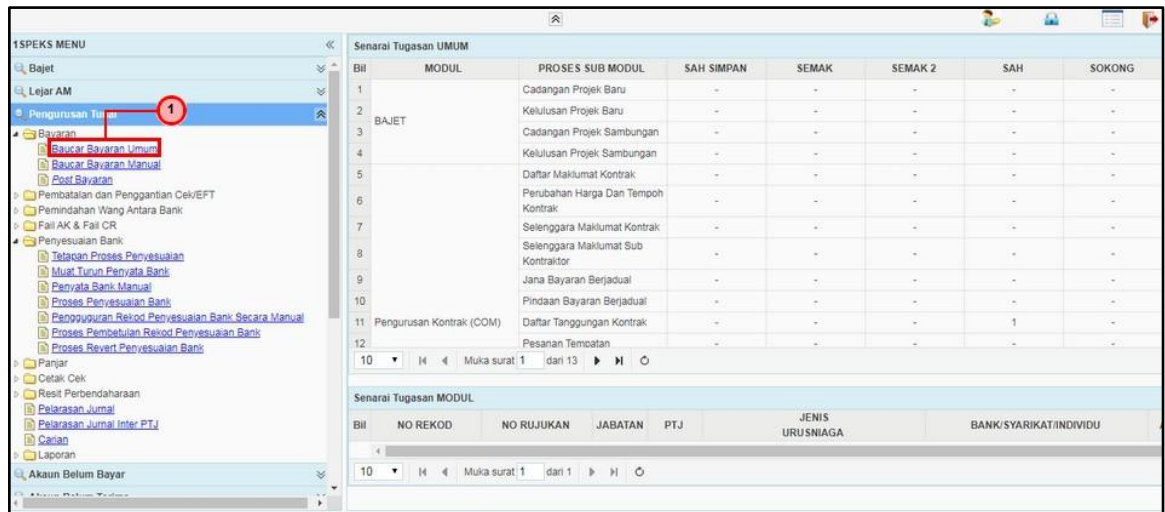 1SPEKS MENU
Bajet
Lejar AM
Pengurusan Tunai
1
Bayaran
Baucar Bayaran Umum
Baucar Bayaran Manual
Post Bayaran
Pembatalan dan Penggantian Cek/EFT
Pemindahan Wang Antara Bank
Fail AK & Fail CR
Penyesuaian Bank
Tetapan Proses Penyesuaian
Muat Turun Penyata Bank
Penyata Bank Manual
Proses Penyesuaian Bank
Pengguguran Rekod Penyesuaian Bank Secara Manual
Proses Pembetulan Rekod Penyesuaian Bank
Proses Revert Penyesuaian Bank
Panjar
Cetak Cek
Resit Perbendaharaan
Pelarasan Jurnal
Pelarasan Jurnal Inter PTJ
Carian
Laporan
Akaun Belum Bayar
Akaun Belum Terima
Senarai Tugasan UMUM
Bil MODUL PROSES SUB MODUL SAH SIMPAN SEMAK SEMAK 2 SAH SOKONG
1 Cadangan Projek Baru - - - - -
2 Kelulusan Projek Baru - - - - -
BAJET
3 Cadangan Projek Sambungan - - - - -
4 Kelulusan Projek Sambungan - - - - -
5 Daftar Maklumat Kontrak - - - - -
6 Perubahan Harga Dan Tempoh Kontrak - - - - -
7 Selenggara Maklumat Kontrak - - - - -
8 Selenggara Maklumat Sub Kontraktor - - - - -
9 Jana Bayaran Berjadual - - - - -
10 Pindaan Bayaran Berjadual - - - - -
11 Pengurusan Kontrak (COM) Daftar Tanggungan Kontrak - - - 1 -
12 Pesanan Tempatan
10 Muka surat 1 dari 13
Senarai Tugasan MODUL
Bil NO REKOD NO RUJUKAN JABATAN PTJ JENIS URUSNIAGA BANK/SYARIKAT/INDIVIDU
10 Muka surat 1 dari 1